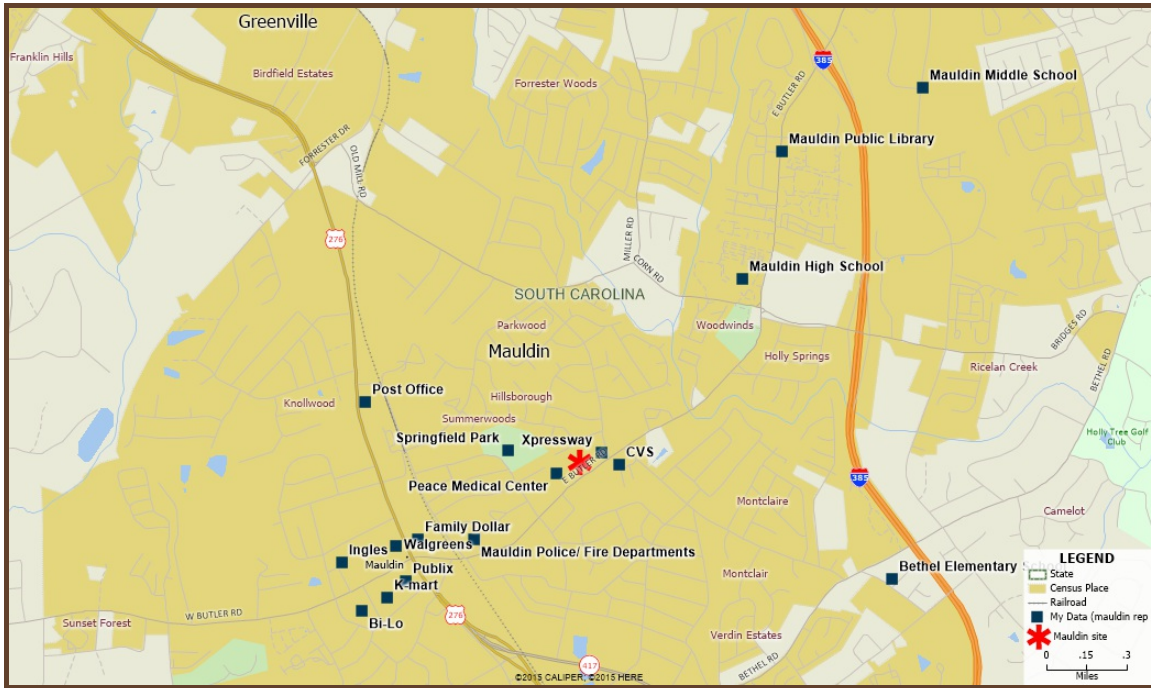 Greenville
Franklin Hills
Birdfield Estates
Forrester Woods
385
E BUTLER RD
Mauldin Middle School
Mauldin Public Library
FORRESTER DR
OLD MILL RD
276
MILLER RD
CORN RD
Mauldin High School
SOUTH CAROLINA
Parkwood
Woodwinds
Mauldin
Holly Springs
BRIDGES RD
Ricelan Creek
BETHEL RD
Post Office
Hillsborough
Knollwood
Summerwoods
Springfield Park
Xpressway
Holly Tree Golf
Club
CVS
E BUTLER
Peace Medical Center
385
Montclaire
Camelot
Family Dollar
Walgreens
Ingles
Mauldin Police/ Fire Departments
Mauldin
Publix
K-mart
Montclair
Bethel Elementary School
W BUTLER RD
Bi-Lo
276
Sunset Forest
Verdin Estates
BETHEL RD
417
LEGEND
State
Census Place
Railroad
My Data (mauldin rep
Mauldin site
0 .15 .3
Miles
©2015 CALIPER; ©2015 HERE